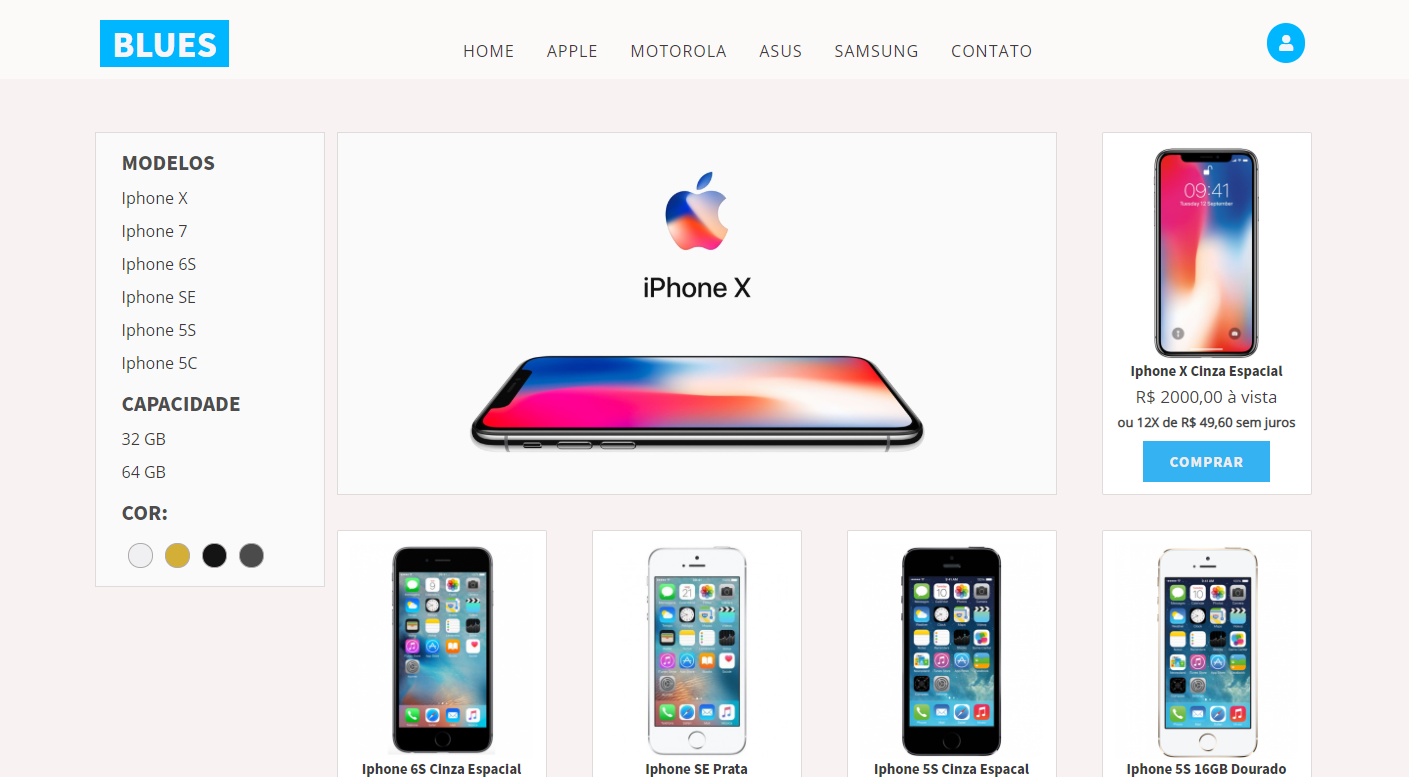 BLUES
HOME APPLE MOTOROLA ASUS SAMSUNG CONTATO
MODELOS
Iphone X
Iphone 7
Iphone 6S
Iphone SE
Iphone 5S
Iphone 5C
CAPACIDADE
32 GB
64 GB
COR:
iPhone X
09:41
Tuesday 12 September
Iphone X Cinza Espacial
R$ 2000,00 à vista
ou 12X de R$ 49,60 sem juros
COMPRAR
Iphone 6S Cinza Espacial
Iphone SE Prata
Iphone 5S Cinza Espacal
Iphone 5S 16GB Dourado